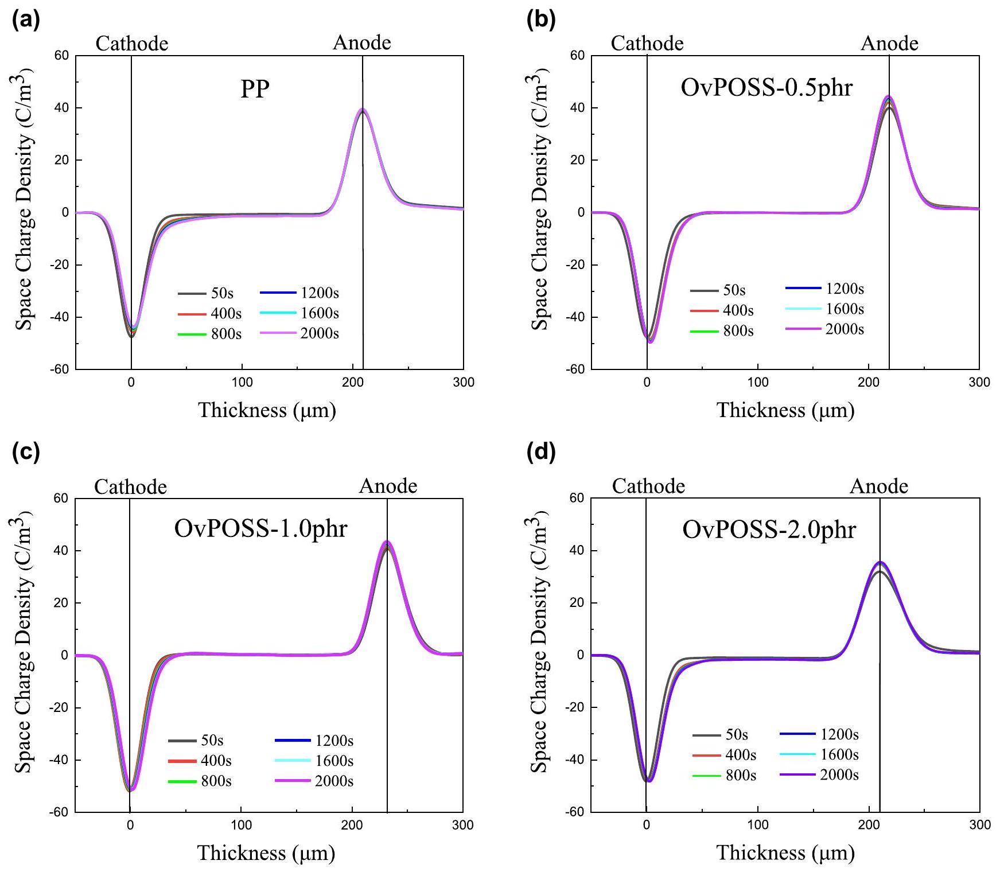 (a)
Cathode
Anode
PP
Space Charge Density (C/m³)
60
40
20
0
-20
-40
-60
50s
400s
800s
1200s
1600s
2000s
0
100
200
300
Thickness (μm)
(b)
Cathode
Anode
OvPOSS-0.5phr
Space Charge Density (C/m³)
60
40
20
0
-20
-40
-60
50s
400s
800s
1200s
1600s
2000s
0
100
200
300
Thickness (μm)
(c)
Cathode
Anode
OvPOSS-1.0phr
Space Charge Density (C/m³)
60
40
20
0
-20
-40
-60
50s
400s
800s
1200s
1600s
2000s
0
100
200
300
Thickness (μm)
(d)
Cathode
Anode
OvPOSS-2.0phr
Space Charge Density (C/m³)
60
40
20
0
-20
-40
-60
50s
400s
800s
1200s
1600s
2000s
0
100
200
300
Thickness (μm)